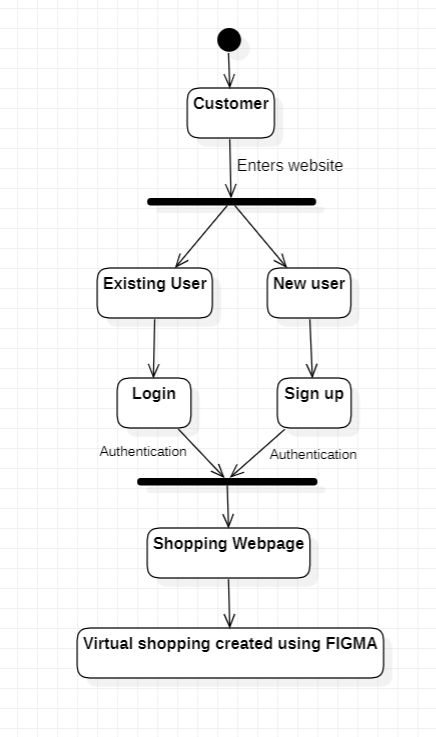 Customer
Enters website
Existing User
New user
Login
Sign up
Authentication
Authentication
Shopping Webpage
Virtual shopping created using FIGMA